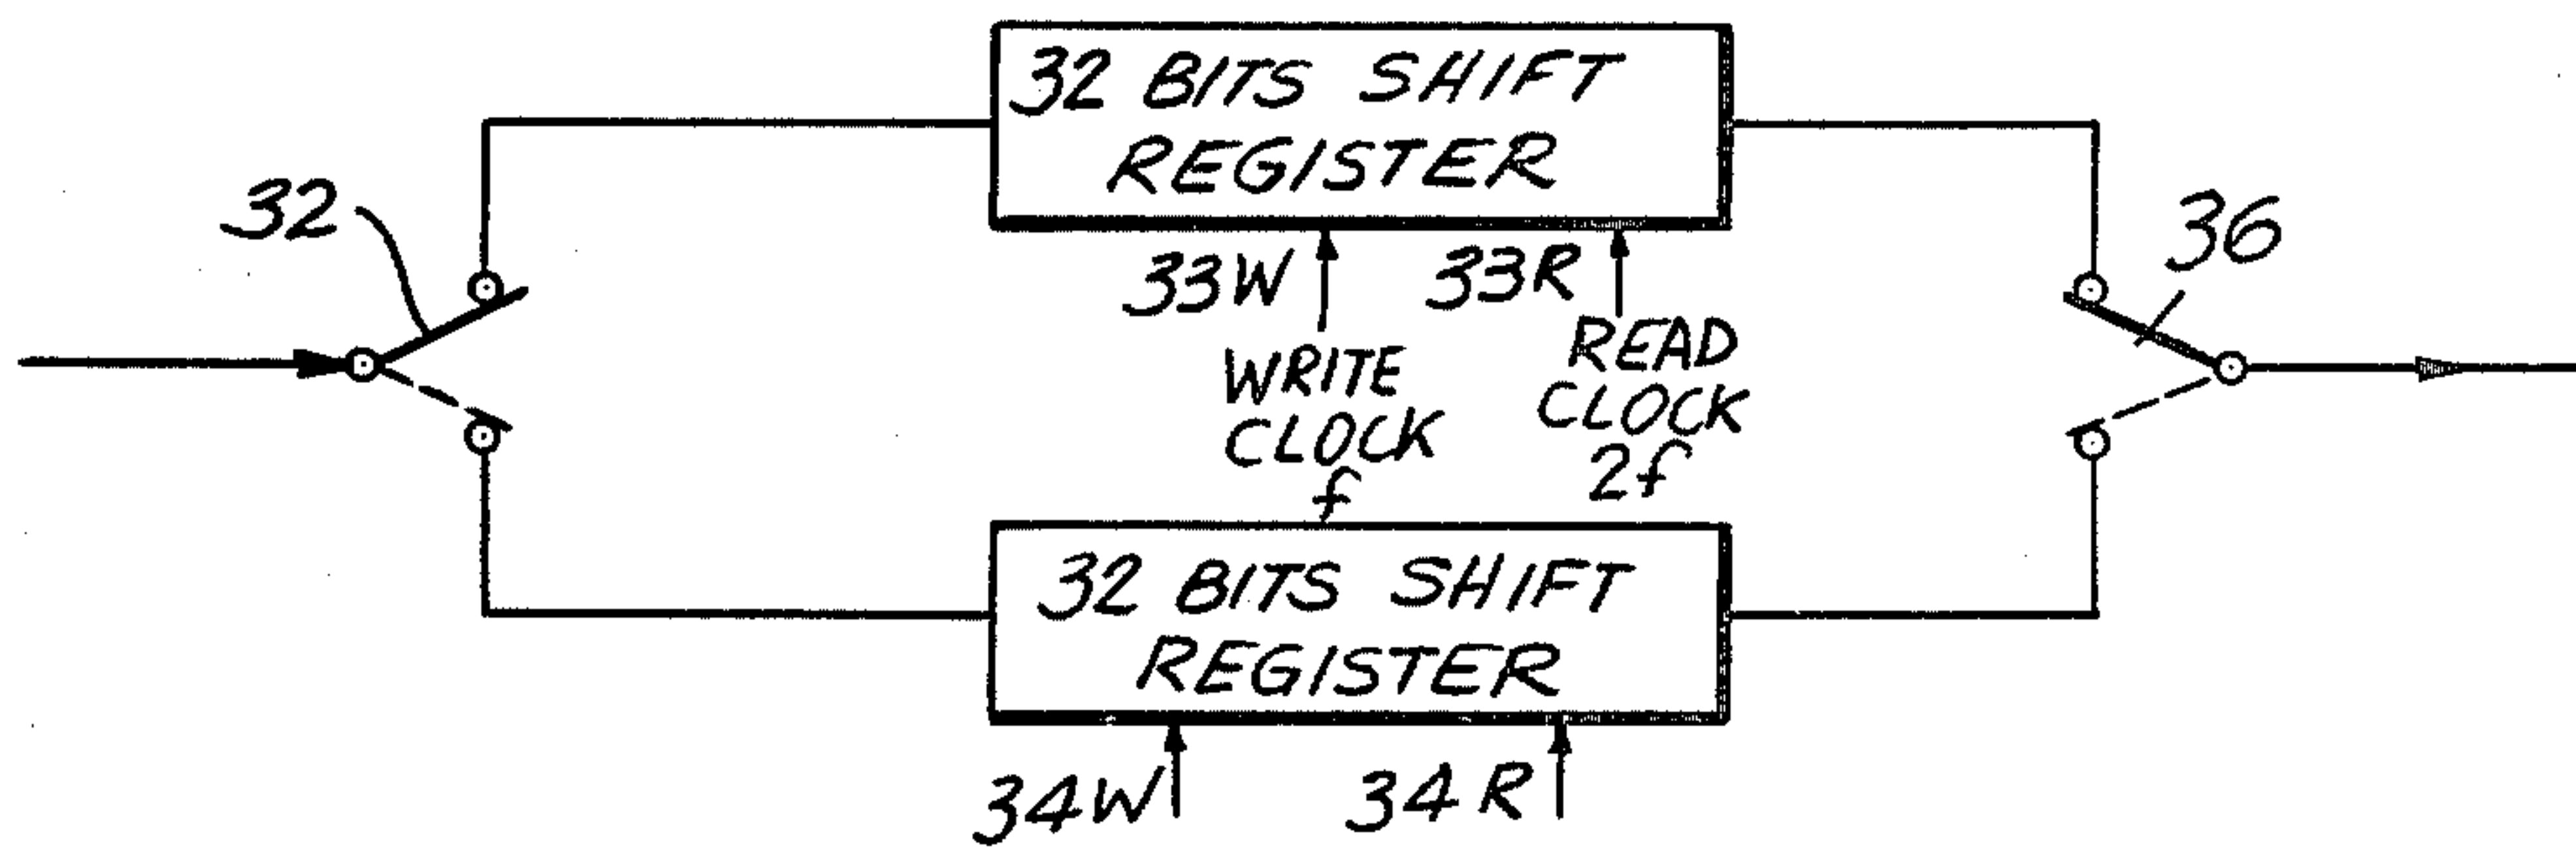 32 BITS SHIFT
REGISTER
32
36
33W
33R
WRITE
CLOCK
f
READ
CLOCK
2f
32 BITS SHIFT
REGISTER
34W
34R